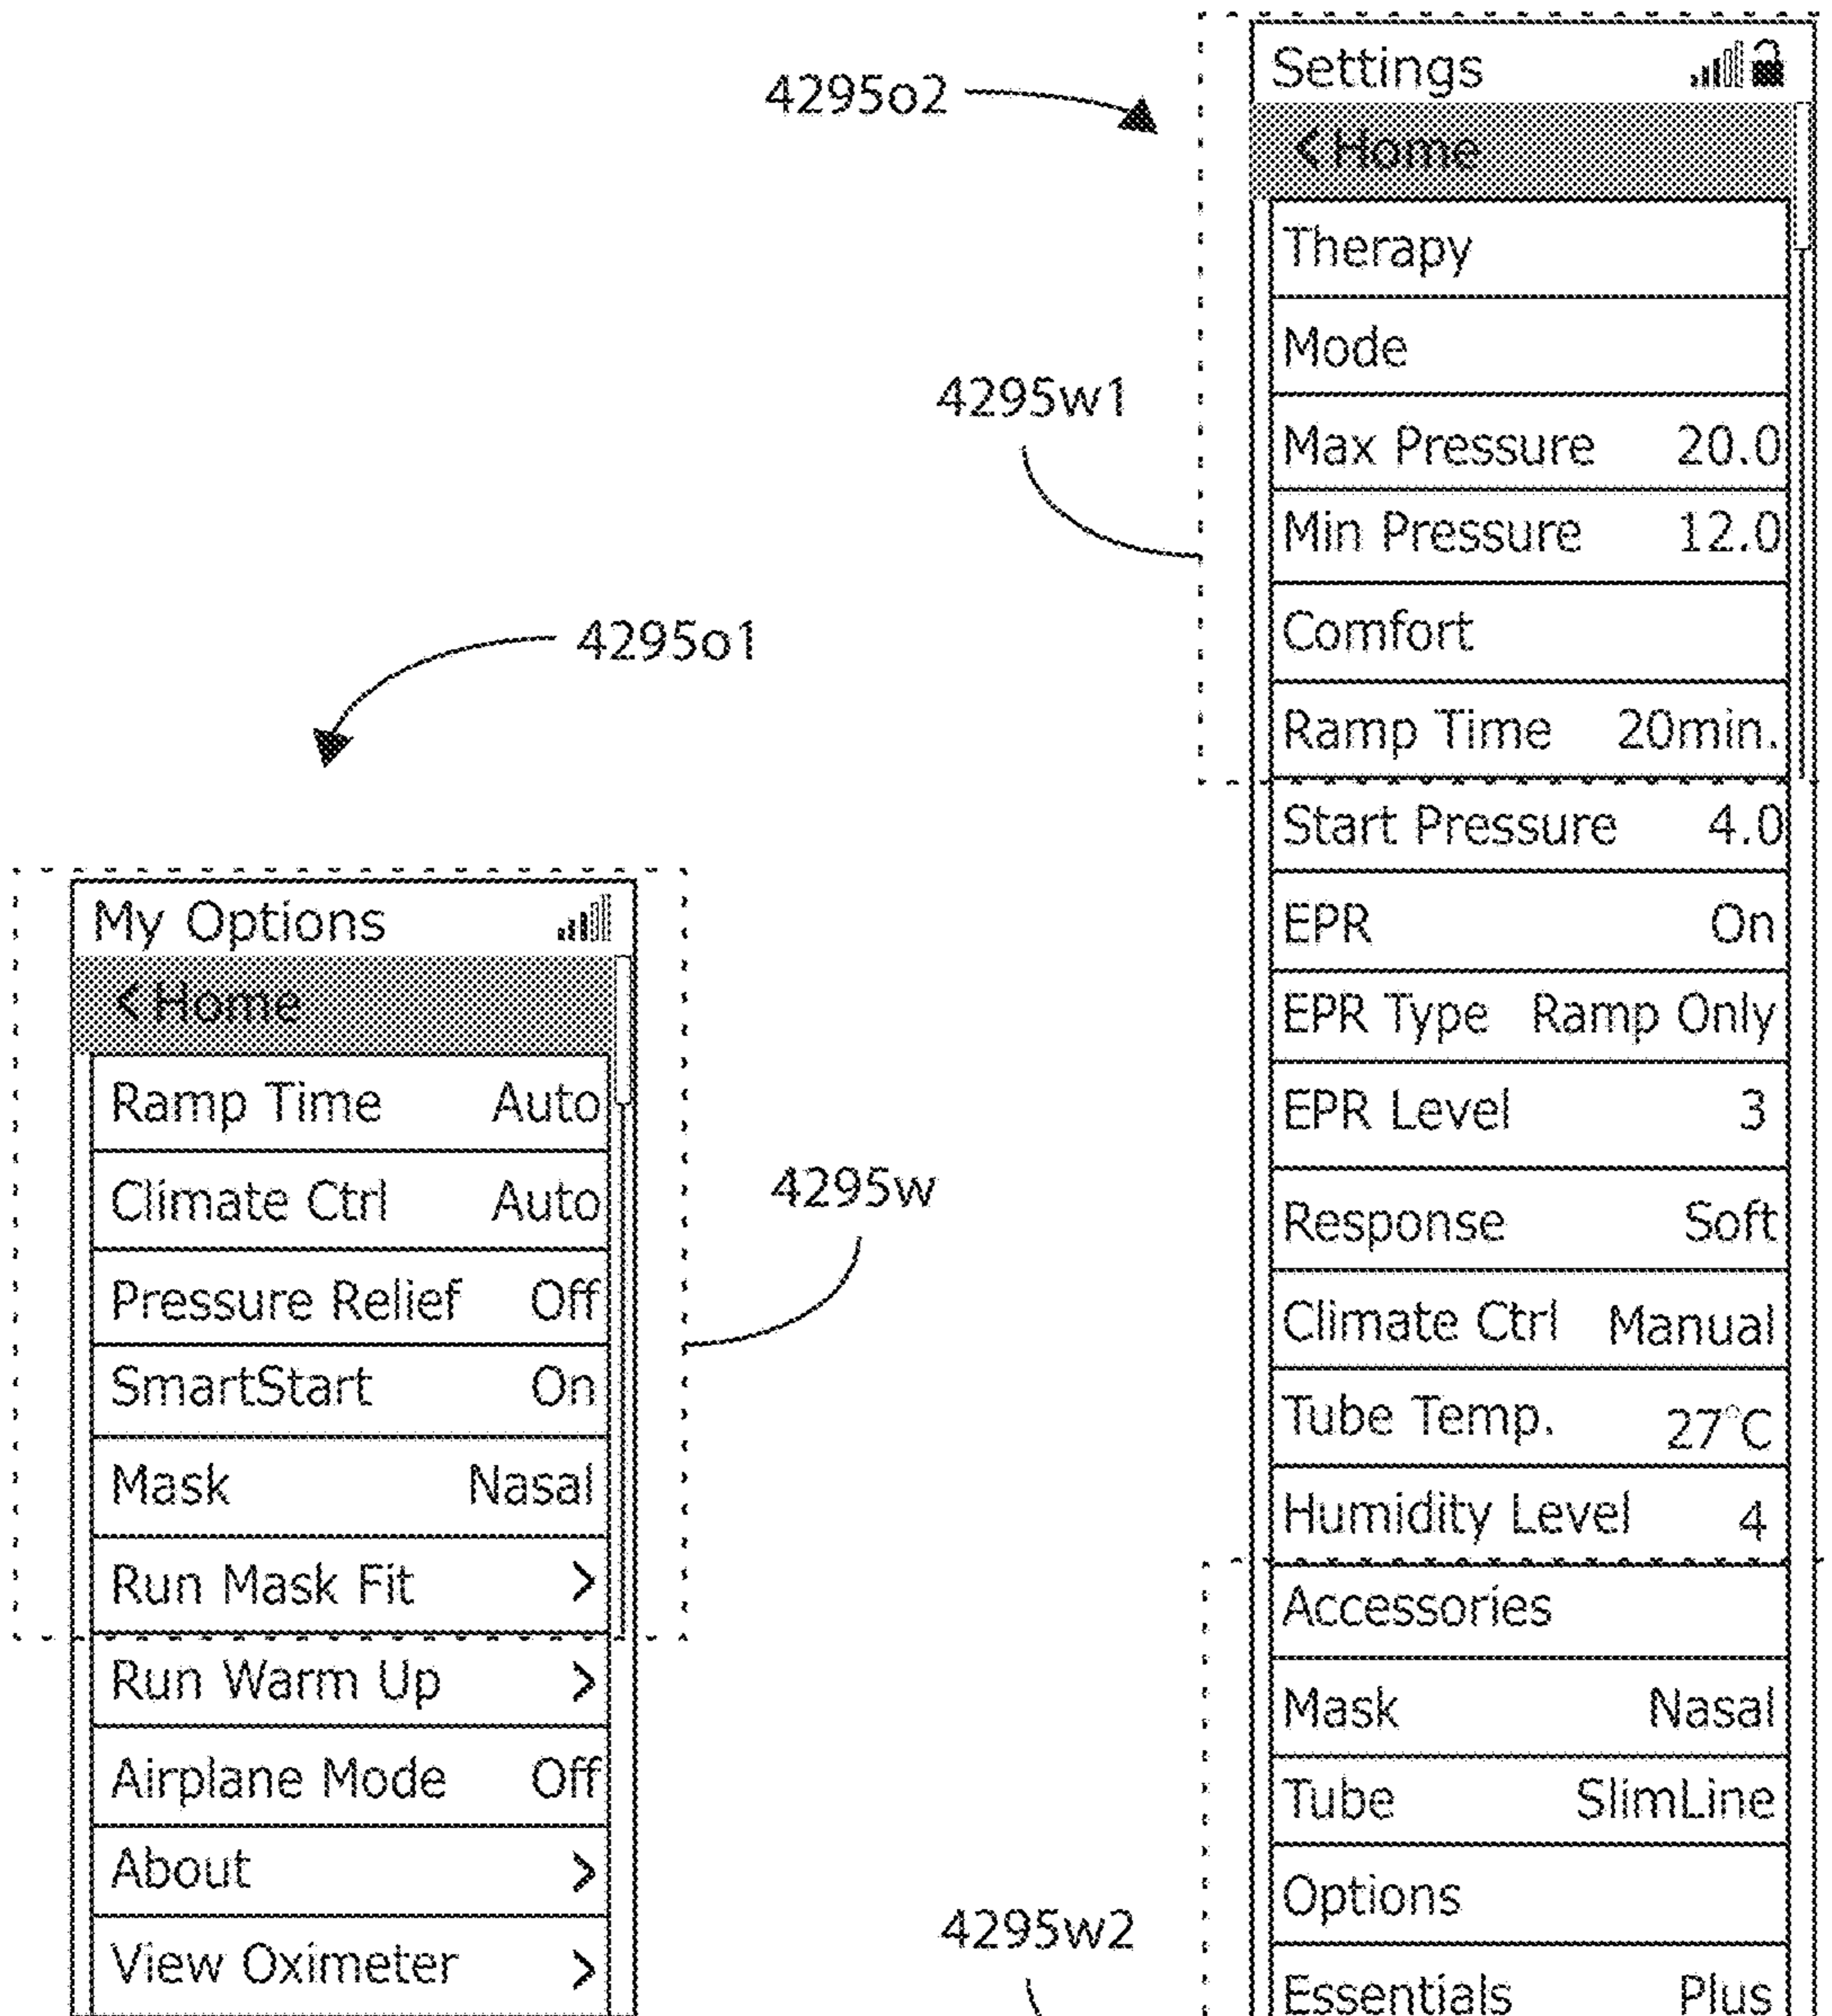 4295o2
4295w1
4295o1
My Options
<Home
Ramp Time Auto
Climate Ctrl Auto
Pressure Relief Off
SmartStart On
Mask Nasal
Run Mask Fit >
Run Warm Up >
Airplane Mode Off
About >
View Oximeter >
4295w
4295w2
Settings
<Home
Therapy
Mode
Max Pressure 20.0
Min Pressure 12.0
Comfort
Ramp Time 20min.
Start Pressure 4.0
EPR On
EPR Type Ramp Only
EPR Level 3
Response Soft
Climate Ctrl Manual
Tube Temp. 27°C
Humidity Level 4
Accessories
Mask Nasal
Tube SlimLine
Options
Essentials Plus